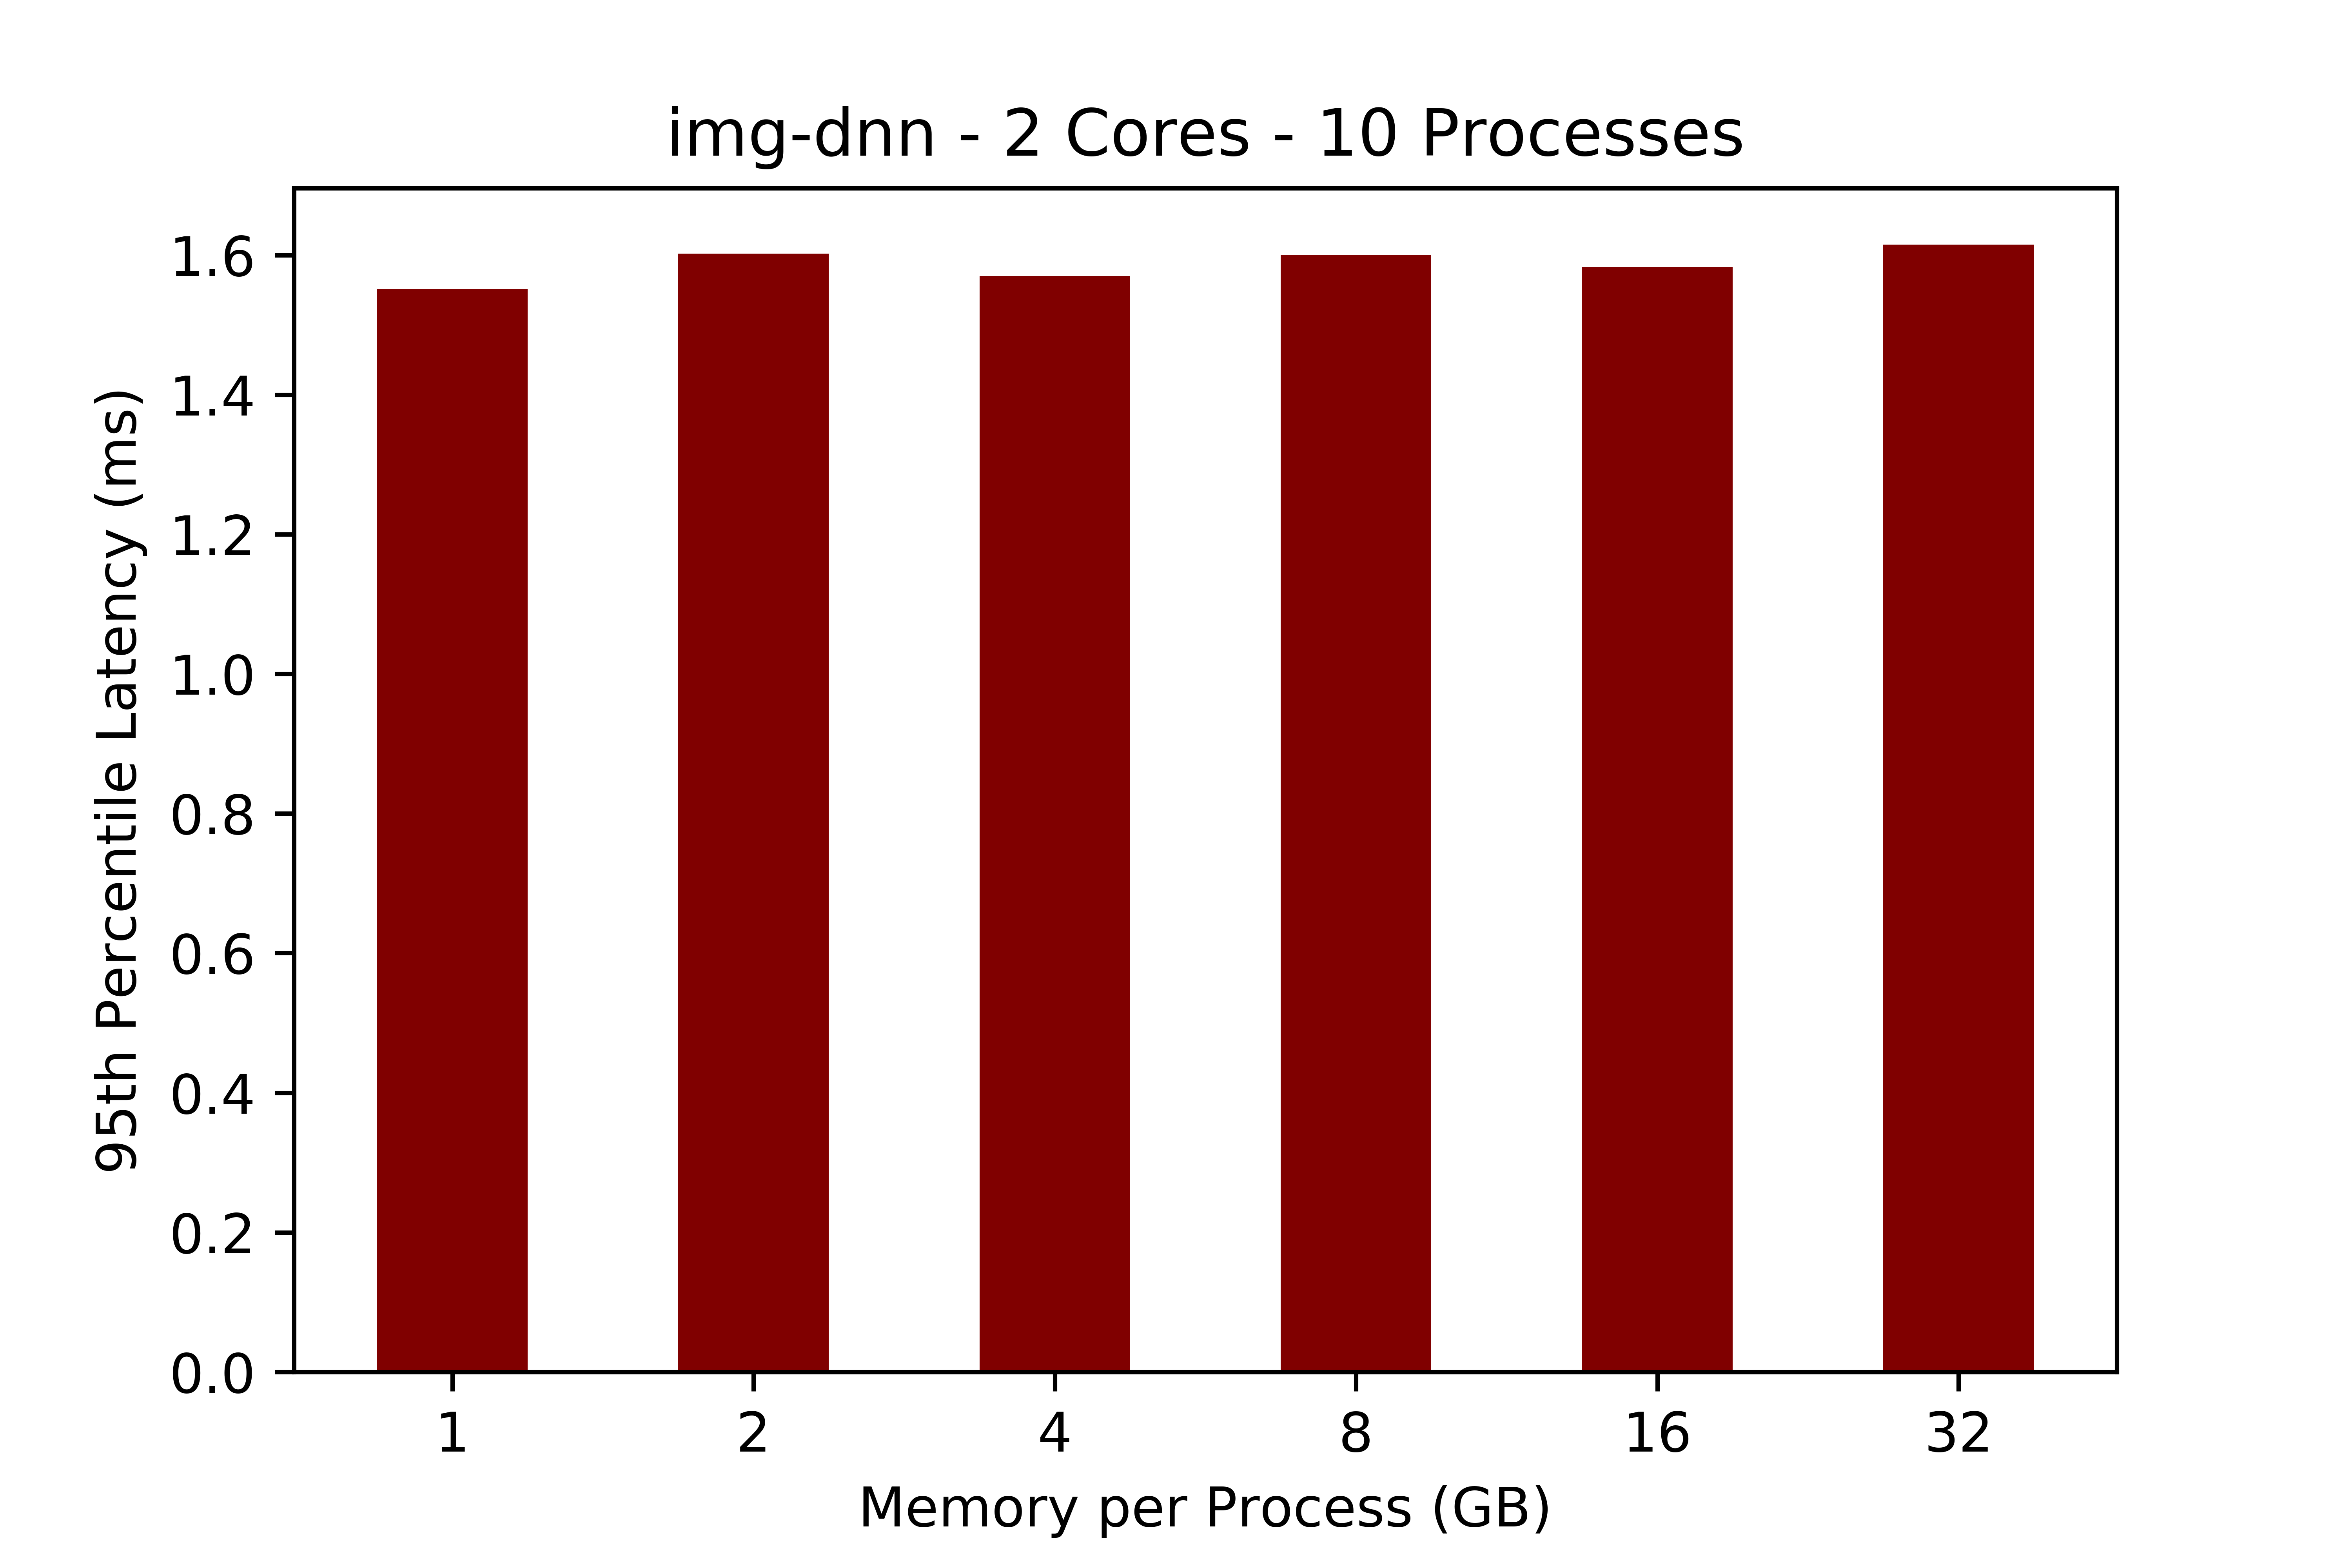 img-dnn - 2 Cores - 10 Processes
95th Percentile Latency (ms)
1.6
1.4
1.2
1.0
0.8
0.6
0.4
0.2
0.0
1 2 4 8 16 32
Memory per Process (GB)